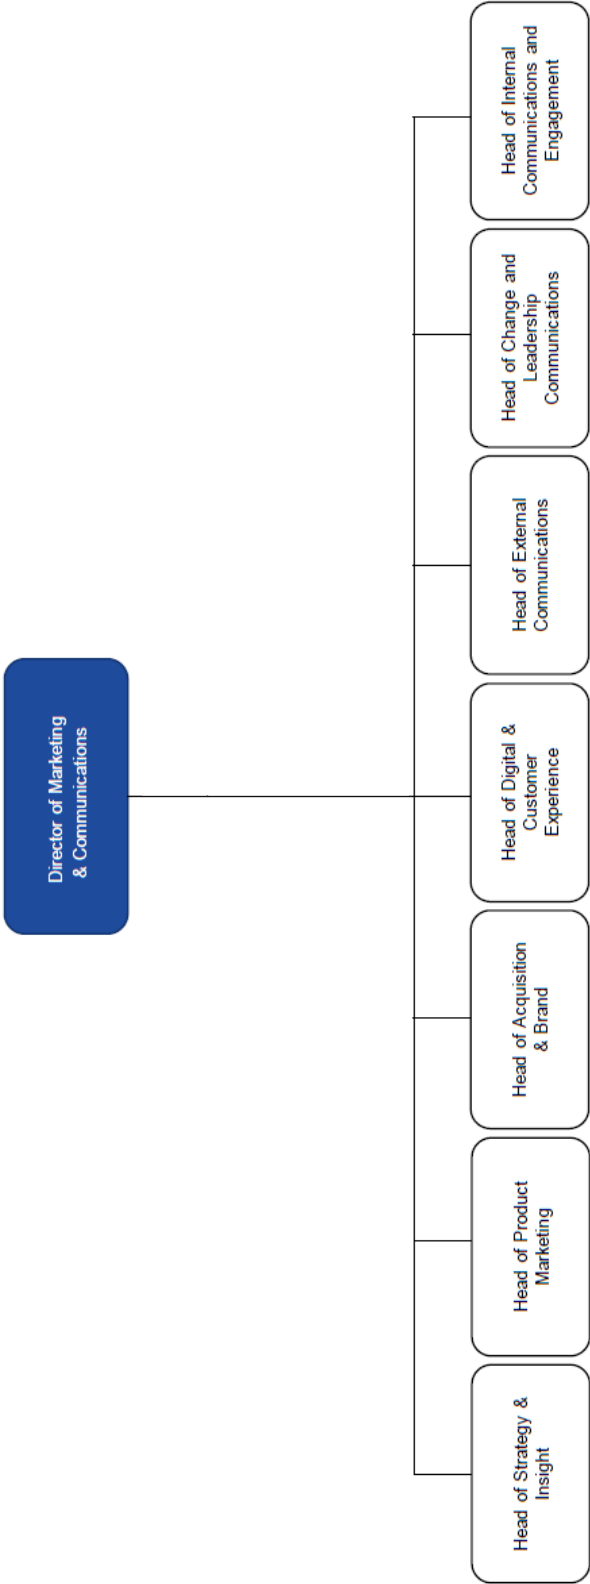 Director of Marketing
& Communications
Head of Strategy &
Insight
Head of Product
Marketing
Head of Acquisition
& Brand
Head of Digital &
Customer
Experience
Head of External
Communications
Head of Change and
Leadership
Communications
Head of Internal
Communications and
Engagement